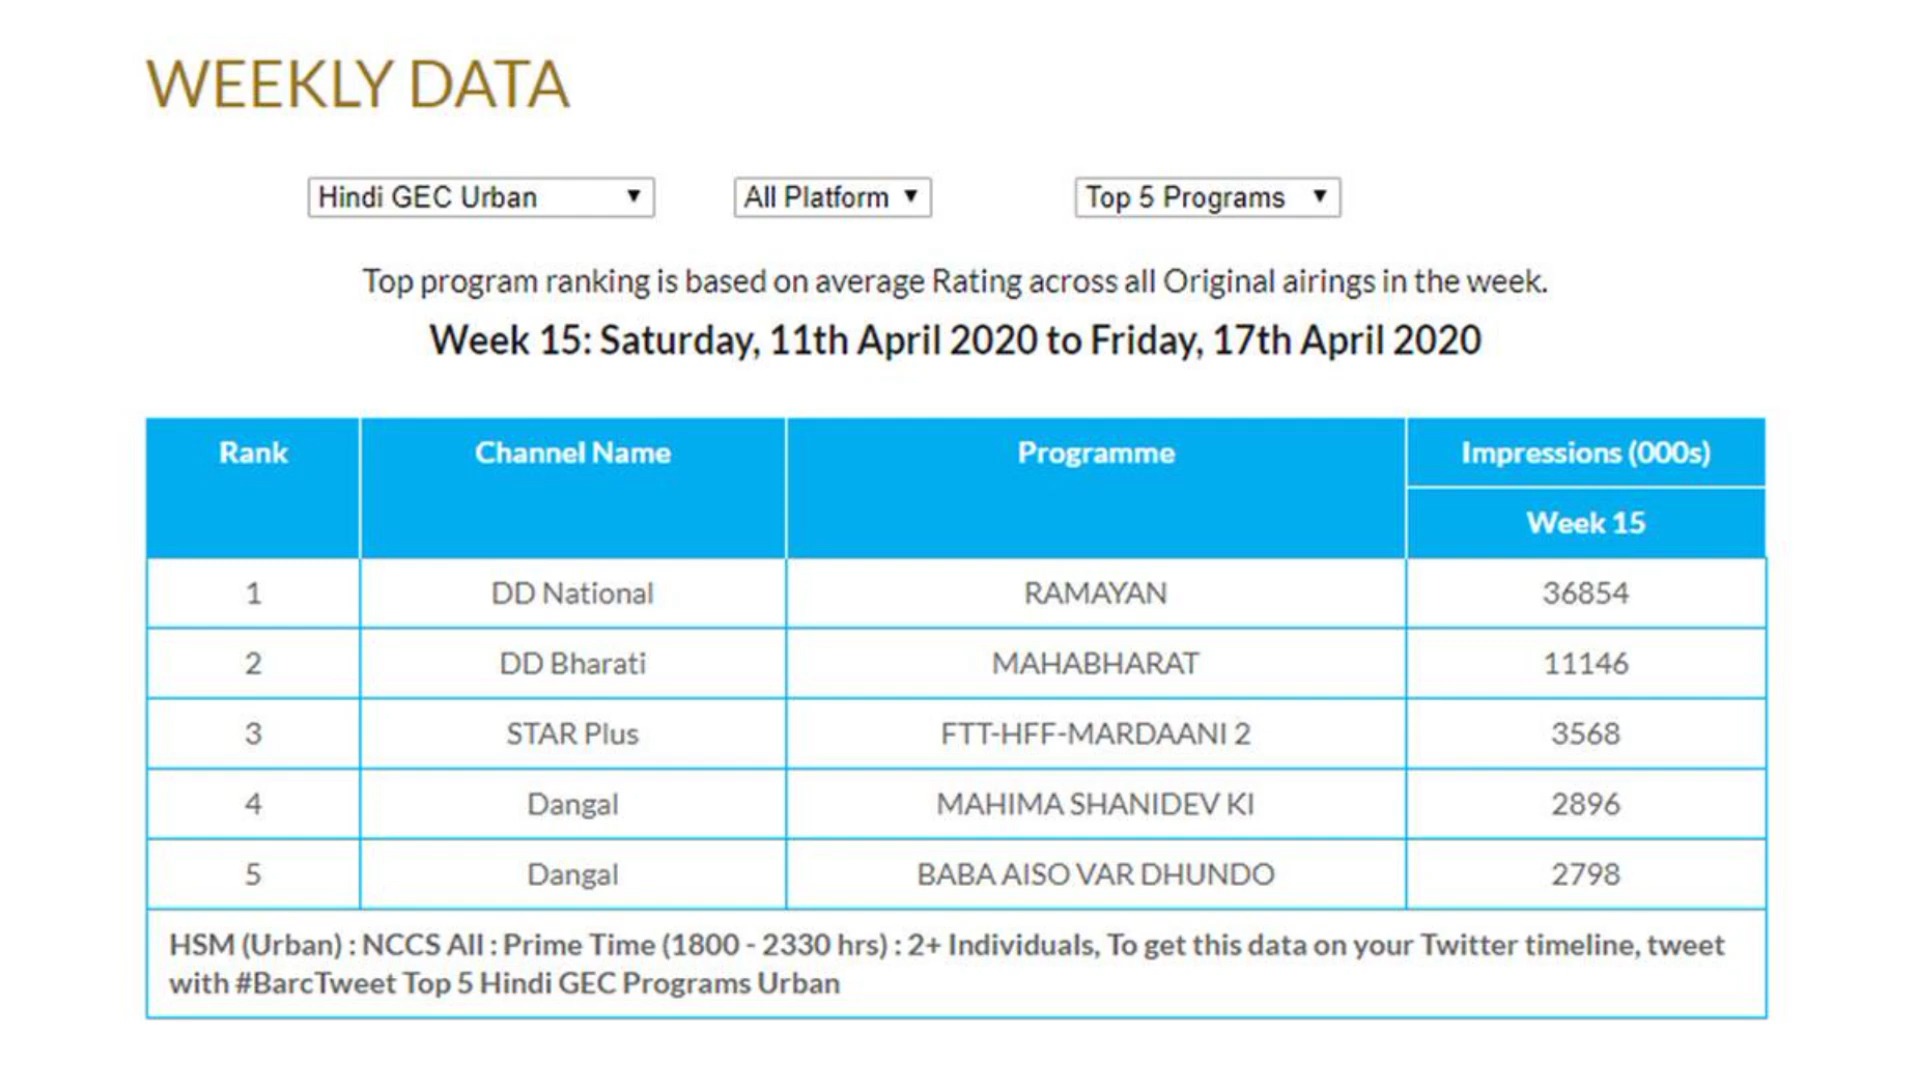 WEEKLY DATA
Hindi GEC Urban ▼ All Platform ▼ Top 5 Programs ▼
Top program ranking is based on average Rating across all Original airings in the week.
Week 15: Saturday, 11th April 2020 to Friday, 17th April 2020
Rank Channel Name Programme Impressions (000s)
Week 15
1 DD National RAMAYAN 36854
2 DD Bharati MAHABHARAT 11146
3 STAR Plus FTT-HFF-MARDAANI 2 3568
4 Dangal MAHIMA SHANIDEV KI 2896
5 Dangal BABA AISO VAR DHUNDO 2798
HSM (Urban) : NCCS All : Prime Time (1800 - 2330 hrs) : 2+ Individuals, To get this data on your Twitter timeline, tweet
with #BarcTweet Top 5 Hindi GEC Programs Urban